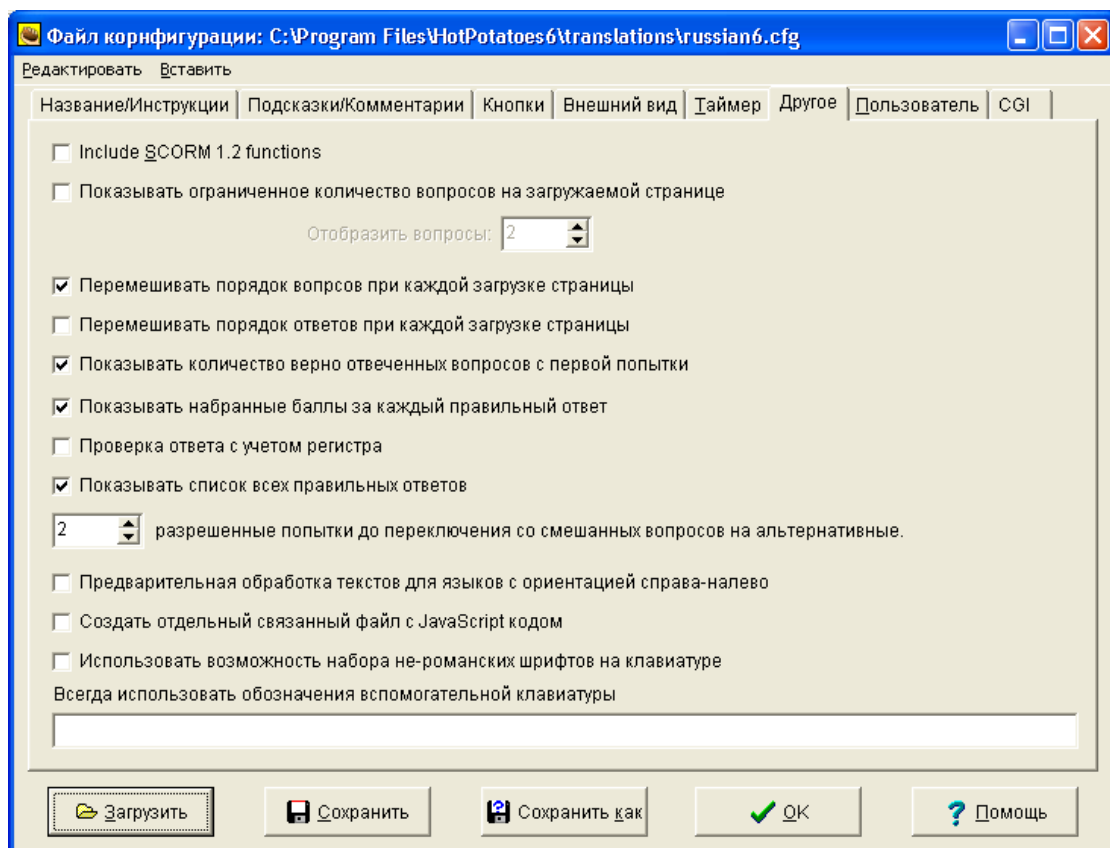 Файл корнфигурации: C:\Program Files\HotPotatoes6\translations\russian6.cfg
Редактировать Вставить
Название/Инструкции Подсказки/Комментарии Кнопки Внешний вид Таймер Другое Пользователь CGI
Include SCORM 1.2 functions
Показывать ограниченное количество вопросов на загружаемой странице
Отобразить вопросы: 2
Перемешивать порядок вопрсов при каждой загрузке страницы
Перемешивать порядок ответов при каждой загрузке страницы
Показывать количество верно отвеченных вопросов с первой попытки
Показывать набранные баллы за каждый правильный ответ
Проверка ответа с учетом регистра
Показывать список всех правильных ответов
2 разрешенные попытки до переключения со смешанных вопросов на альтернативные.
Предварительная обработка текстов для языков с ориентацией справа-налево
Создать отдельный связанный файл с JavaScript кодом
Использовать возможность набора не-романских шрифтов на клавиатуре
Всегда использовать обозначения вспомогательной клавиатуры
Загрузить Сохранить Сохранить как OK Помощь